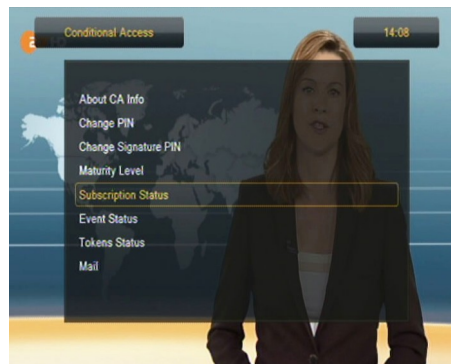 Conditional Access
14:08
About CA Info
Change PIN
Change Signature PIN
Maturity Level
Subscription Status
Event Status
Tokens Status
Mail